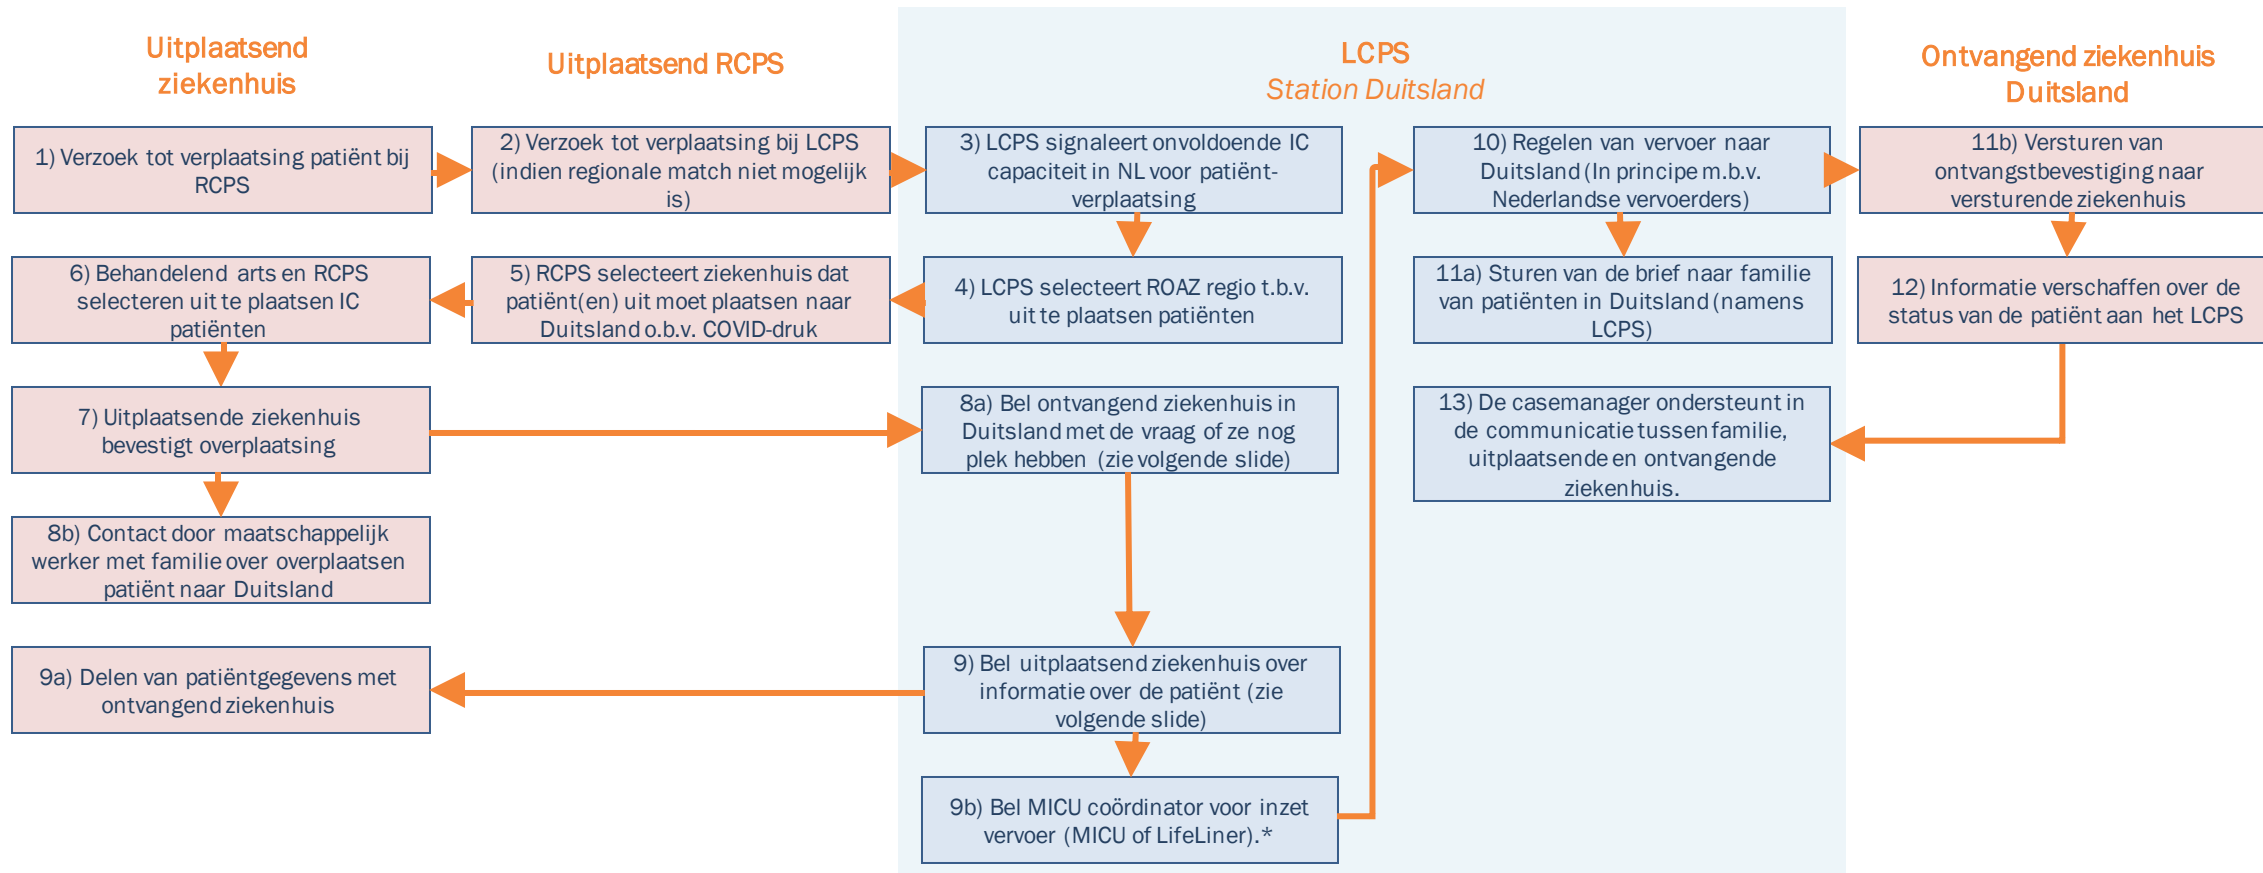 Uitplaatsend
ziekenhuis
Uitplaatsend RCPS
LCPS
Station Duitsland
Ontvangend ziekenhuis
Duitsland
1) Verzoek tot verplaatsing patiënt bij
RCPS
2) Verzoek tot verplaatsing bij LCPS
(indien regionale match niet mogelijk
is)
3) LCPS signaleert onvoldoende IC
capaciteit in NL voor patiënt-
verplaatsing
10) Regelen van vervoer naar
Duitsland (In principe m.b.v.
Nederlandse vervoerders)
11b) Versturen van
ontvangstbevestiging naar
versturende ziekenhuis
6) Behandelend arts en RCPS
selecteren uit te plaatsen IC
patiënten
5) RCPS selecteert ziekenhuis dat
patiënt(en) uit moet plaatsen naar
Duitsland o.b.v. COVID-druk
4) LCPS selecteert ROAZ regio t.b.v.
uit te plaatsen patiënten
11a) Sturen van de brief naar familie
van patiënten in Duitsland (namens
LCPS)
12) Informatie verschaffen over de
status van de patiënt aan het LCPS
7) Uitplaatsende ziekenhuis
bevestigt overplaatsing
8a) Bel ontvangend ziekenhuis in
Duitsland met de vraag of ze nog
plek hebben (zie volgende slide)
13) De casemanager ondersteunt in
de communicatie tussen familie,
uitplaatsende en ontvangende
ziekenhuis.
8b) Contact door maatschappelijk
werker met familie over overplaatsen
patiënt naar Duitsland
9a) Delen van patiëntgegevens met
ontvangend ziekenhuis
9) Bel uitplaatsend ziekenhuis over
informatie over de patiënt (zie
volgende slide)
9b) Bel MICU coördinator voor inzet
vervoer (MICU of LifeLiner).*